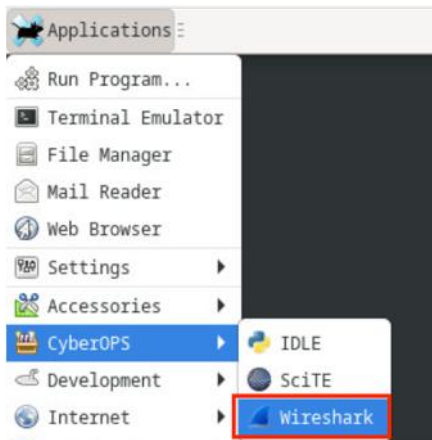 Applications
Run Program...
Terminal Emulator
File Manager
Mail Reader
Web Browser
Settings
Accessories
CyberOPS
IDLE
Development
SciTE
Internet
Wireshark